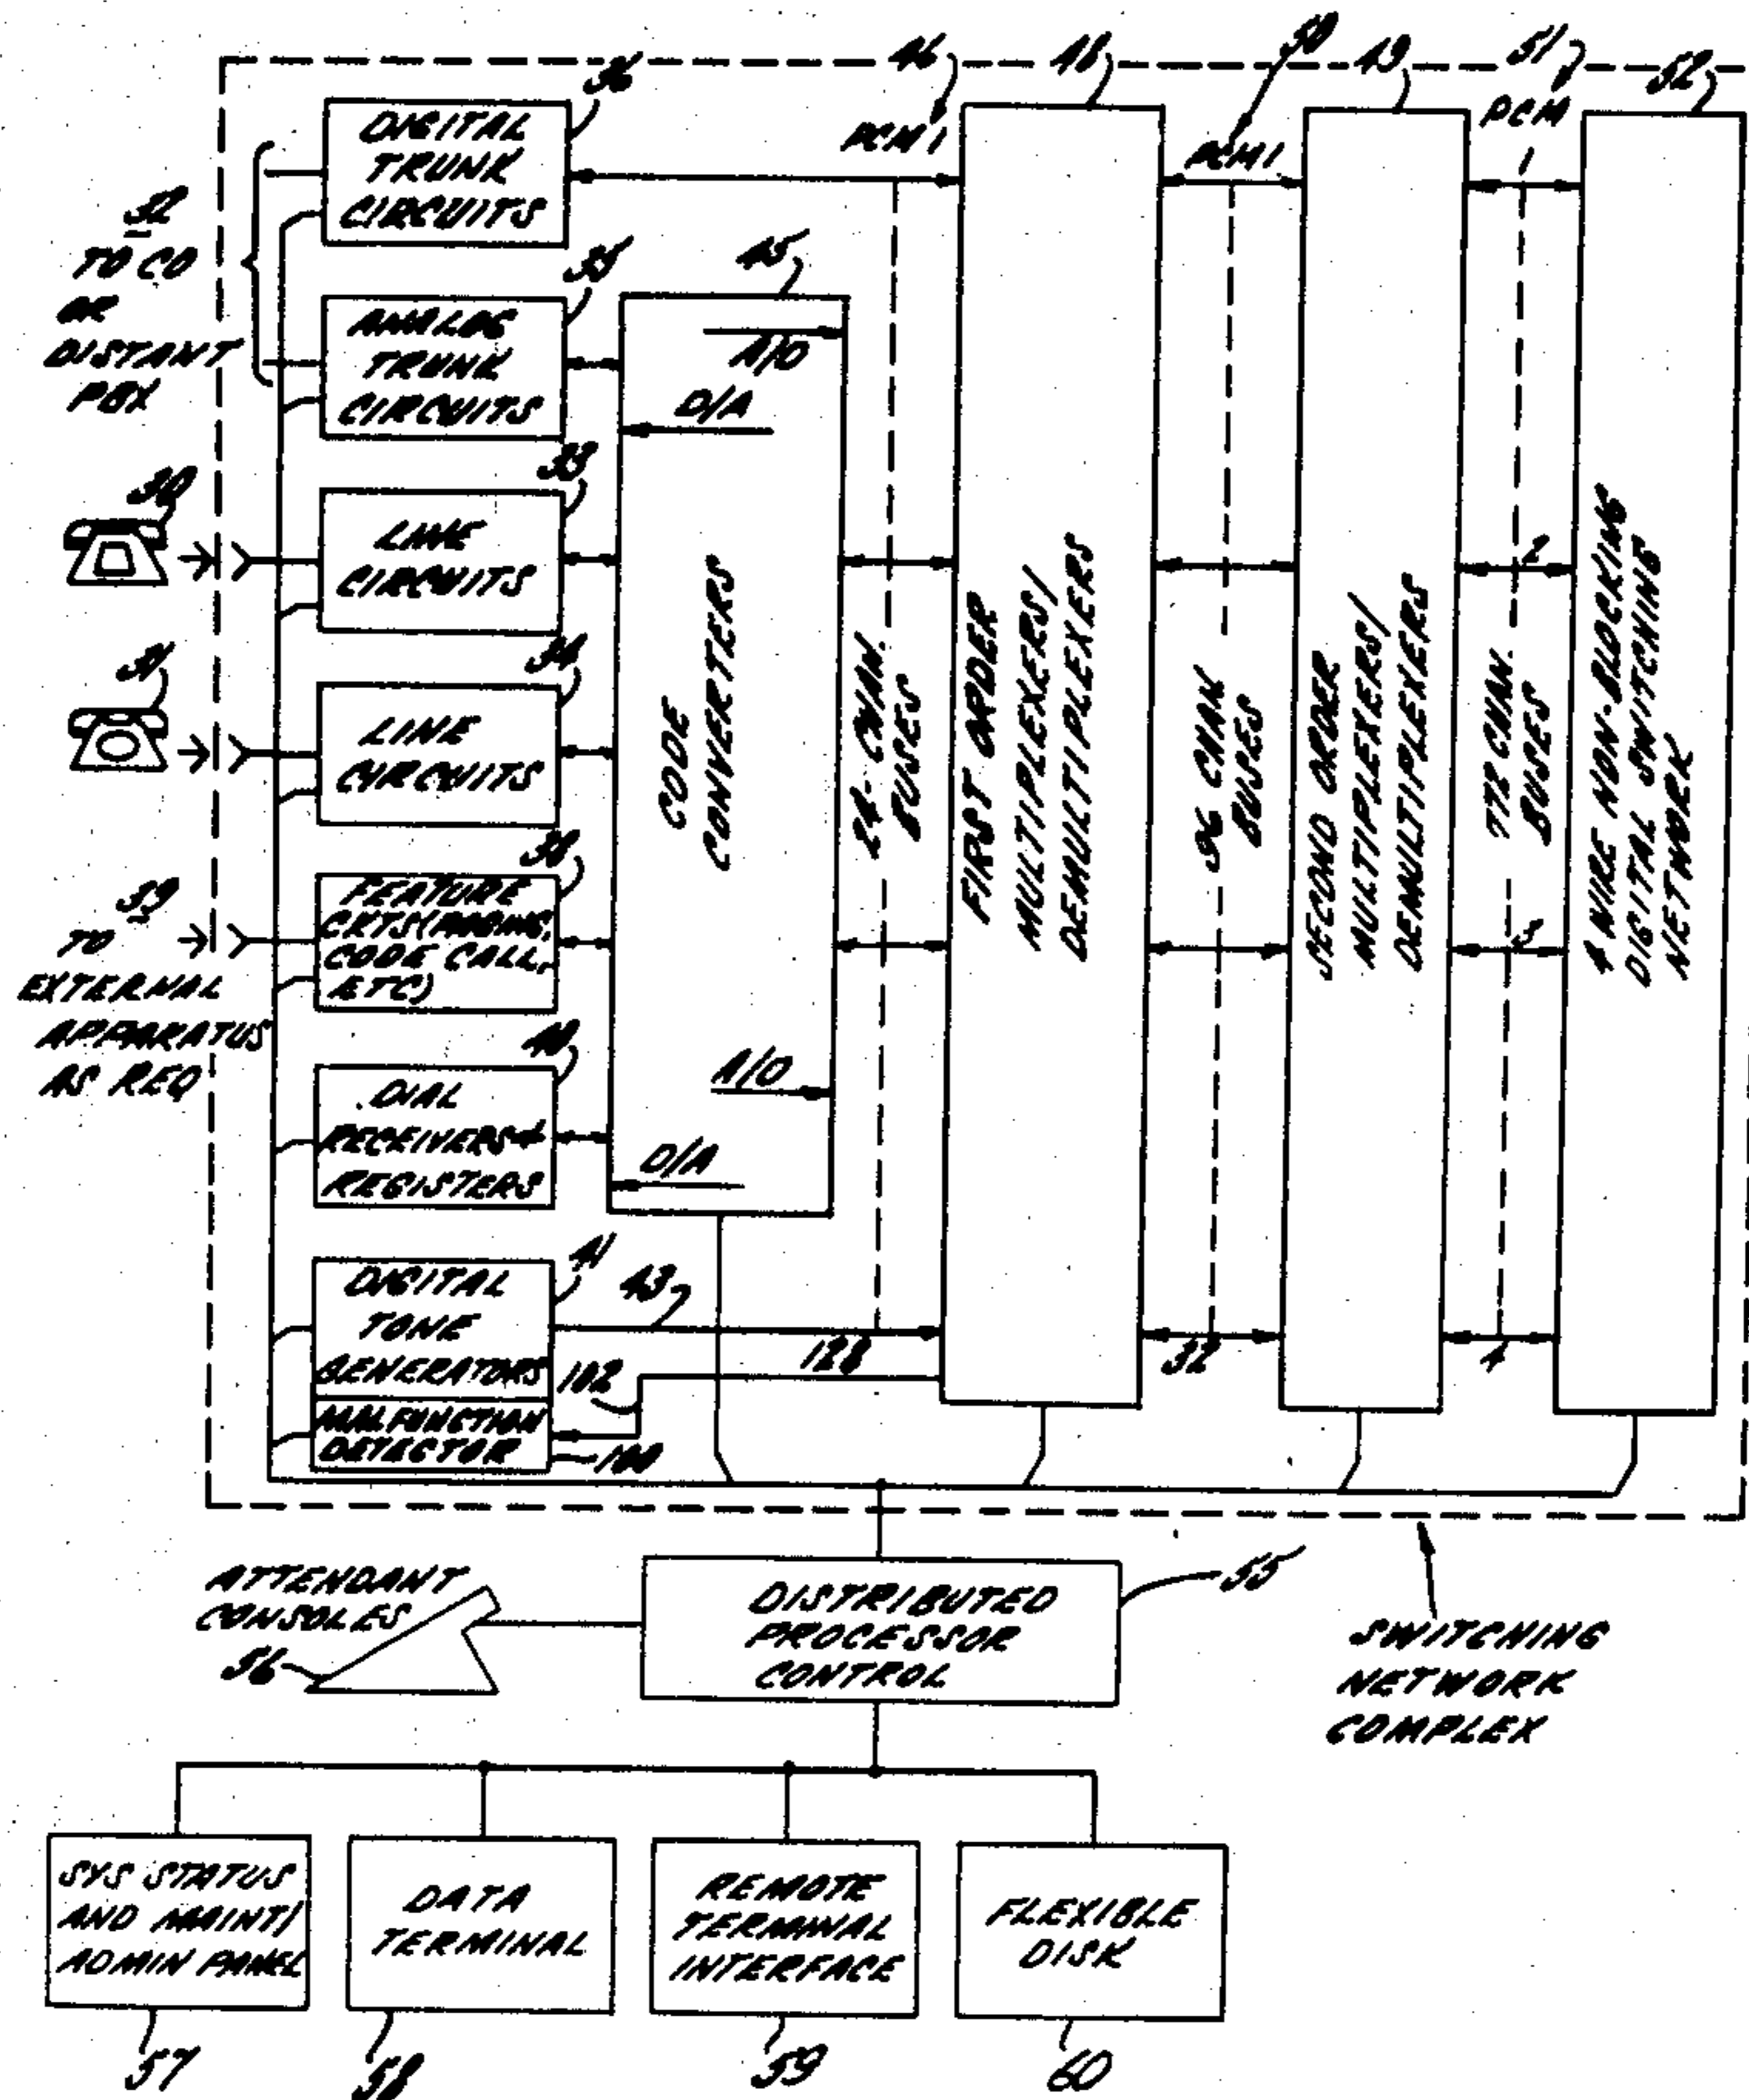 36
46
48
50
49
51
52
DIGITAL
TRUNK
CIRCUITS
PCM 1
PCM 1
PCM
1
32
TO CO
OR
DISTANT
PBX
35
ANALOG
TRUNK
CIRCUITS
45
A/D
D/A
30
33
LINE
CIRCUITS
2
31
34
LINE
CIRCUITS
CODE
CONVERTERS
24-CHAN.
BUSES
FIRST ORDER
MULTIPLEXERS/
DEMULTIPLEXERS
96 CHAN
BUSES
SECOND ORDER
MULTIPLEXERS/
DEMULTIPLEXERS
CHAN.
BUSES
4 WIRE NON-BLOCKING
DIGITAL SWITCHING
NETWORK
39
TO
EXTERNAL
APPARATUS
AS REQ
38
FEATURE
CKTS(PAGING,
CODE CALL,
ETC)
3
40
DIAL
RECEIVERS +
REGISTERS
A/D
D/A
41
DIGITAL
TONE
GENERATORS
43
128
32
4
102
MALFUNCTION
DETECTOR
100
ATTENDANT
CONSOLES
56
DISTRIBUTED
PROCESSOR
CONTROL
55
SWITCHING
NETWORK
COMPLEX
SYS STATUS
AND MAINT/
ADMIN PANEL
57
DATA
TERMINAL
58
REMOTE
TERMINAL
INTERFACE
59
FLEXIBLE
DISK
60